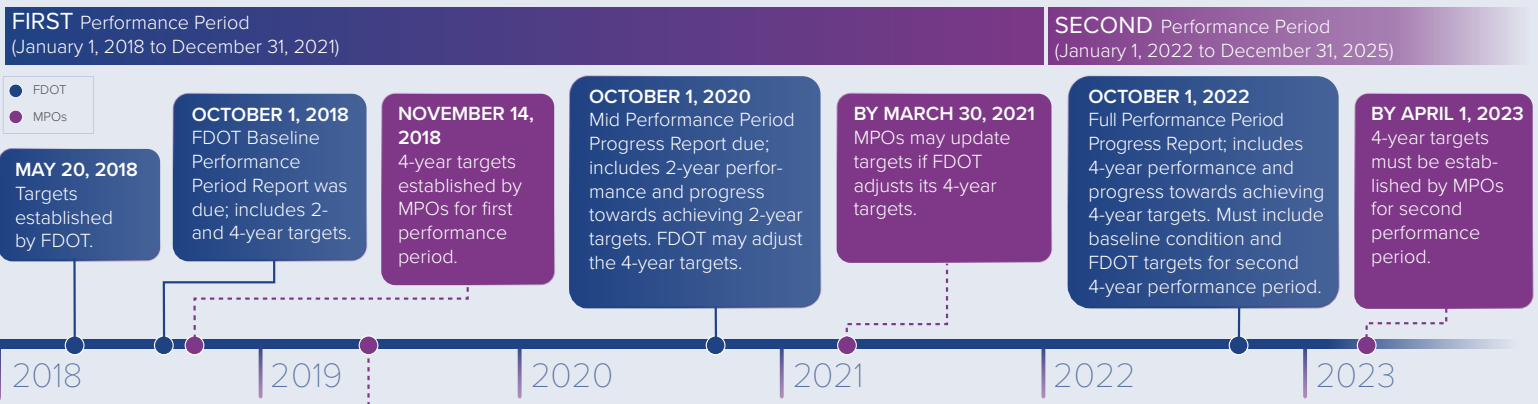 FIRST Performance Period
(January 1, 2018 to December 31, 2021)
SECOND Performance Period
(January 1, 2022 to December 31, 2025)
FDOT
MPOs
MAY 20, 2018
Targets
established
by FDOT.
OCTOBER 1, 2018
FDOT Baseline
Performance
Period Report was
due; includes 2-
and 4-year targets.
NOVEMBER 14,
2018
4-year targets
established by
MPOs for first
performance
period.
OCTOBER 1, 2020
Mid Performance Period
Progress Report due;
includes 2-year perfor-
mance and progress
towards achieving 2-year
targets. FDOT may adjust
the 4-year targets.
BY MARCH 30, 2021
MPOs may update
targets if FDOT
adjusts its 4-year
targets.
OCTOBER 1, 2022
Full Performance Period
Progress Report; includes
4-year performance and
progress towards achieving
4-year targets. Must include
baseline condition and
FDOT targets for second
4-year performance period.
BY APRIL 1, 2023
4-year targets
must be estab-
lished by MPOs
for second
performance
period.
2018
2019
2020
2021
2022
2023